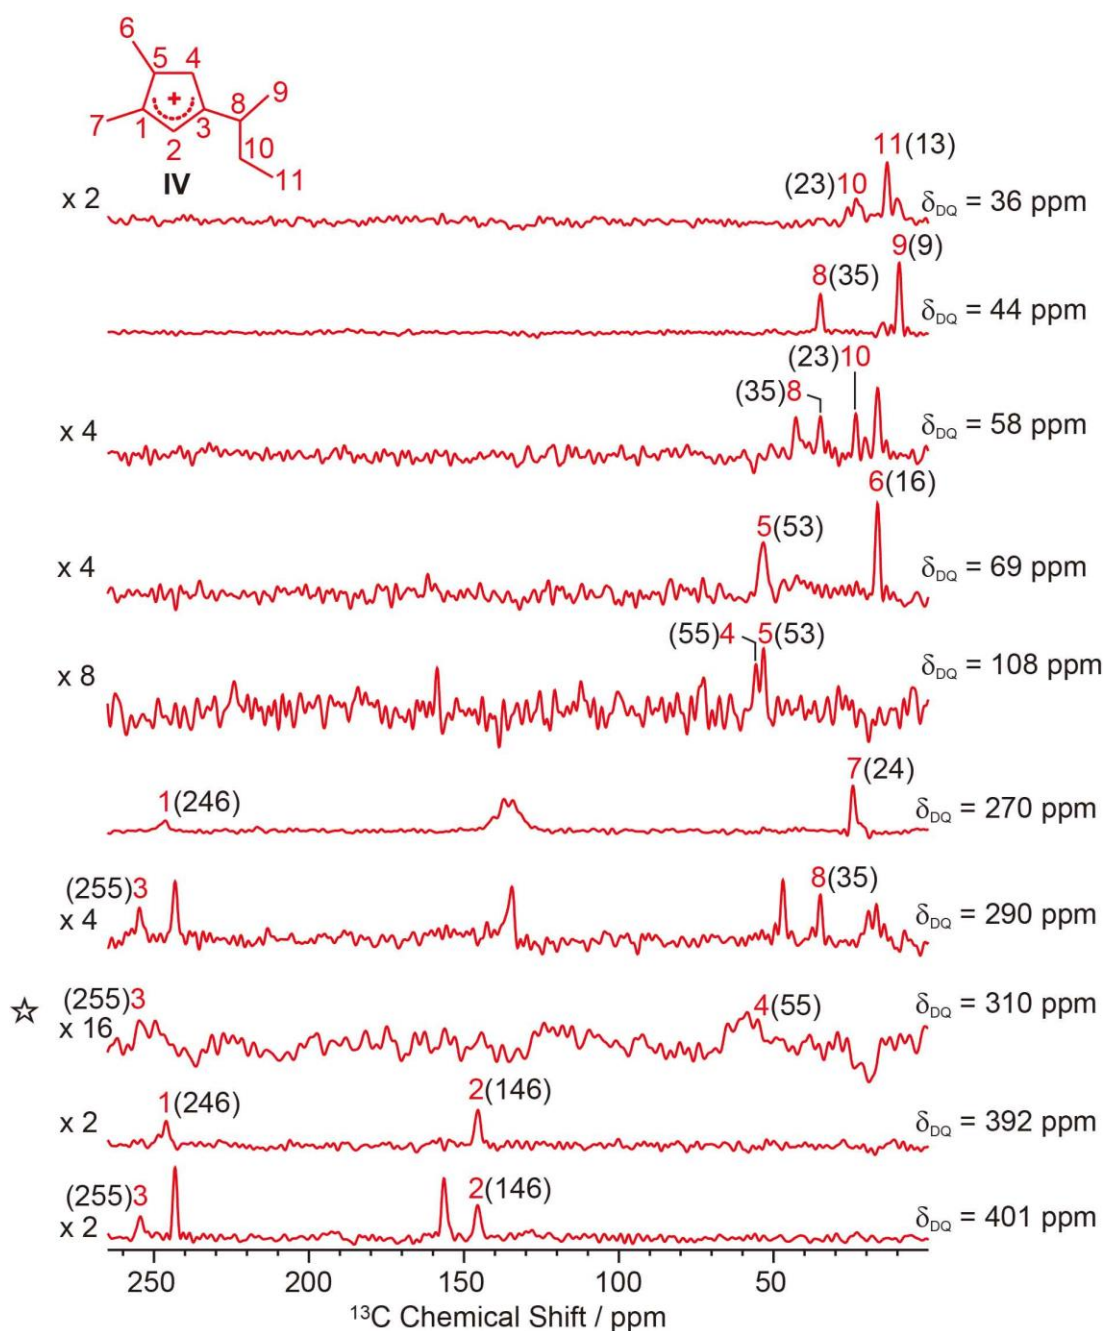 6
5 4
9
8
7 1 2 3
10
IV 11
11(13)
x 2 (23)10 δDQ = 36 ppm
9(9)
8(35) δDQ = 44 ppm
(23)10
(35)8
x 4 δDQ = 58 ppm
6(16)
5(53)
x 4 δDQ = 69 ppm
(55)4 5(53)
x 8 δDQ = 108 ppm
7(24)
1(246) δDQ = 270 ppm
(255)3 8(35)
x 4 δDQ = 290 ppm
☆ (255)3 4(55) δDQ = 310 ppm
x 16
1(246) 2(146)
x 2 δDQ = 392 ppm
(255)3 2(146)
x 2 δDQ = 401 ppm
250 200 150 100 50
¹³C Chemical Shift / ppm